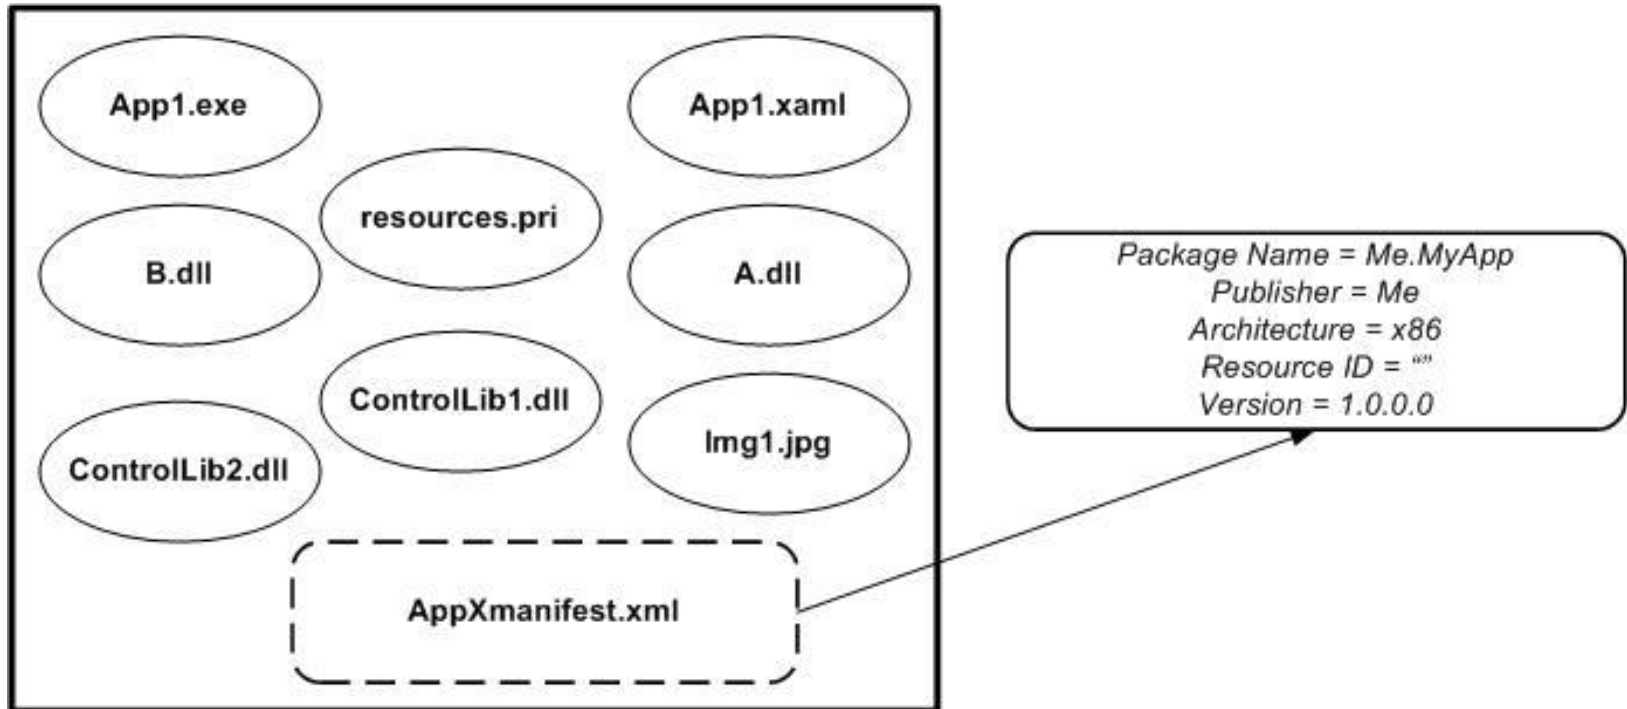 App1.exe
App1.xaml
resources.pri
B.dll
A.dll
ControlLib1.dll
Img1.jpg
ControlLib2.dll
AppXmanifest.xml
Package Name = Me.MyApp
Publisher = Me
Architecture = x86
Resource ID = “”
Version = 1.0.0.0